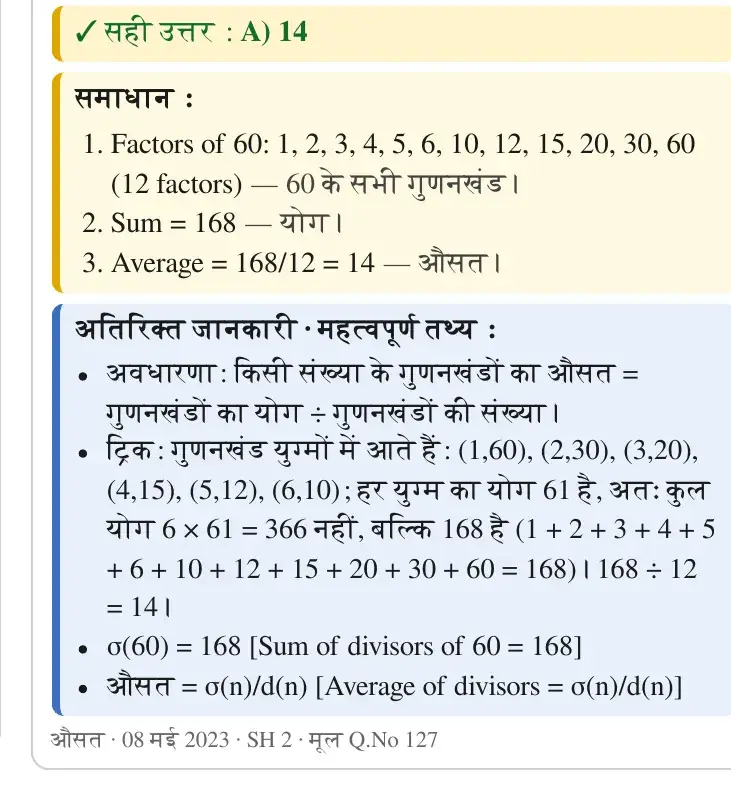 ✓ सही उत्तर : A) 14
समाधान :
1. Factors of 60: 1, 2, 3, 4, 5, 6, 10, 12, 15, 20, 30, 60
(12 factors) — 60 के सभी गुणनखंड।
2. Sum = 168 — योग।
3. Average = 168/12 = 14 — औसत।
अतिरिक्त जानकारी · महत्वपूर्ण तथ्य :
• अवधारणा : किसी संख्या के गुणनखंडों का औसत =
गुणनखंडों का योग ÷ गुणनखंडों की संख्या।
• ट्रिक : गुणनखंड युग्मों में आते हैं : (1,60), (2,30), (3,20),
(4,15), (5,12), (6,10) ; हर युग्म का योग 61 है, अतः कुल
योग 6 × 61 = 366 नहीं, बल्कि 168 है (1 + 2 + 3 + 4 + 5
+ 6 + 10 + 12 + 15 + 20 + 30 + 60 = 168)। 168 ÷ 12
= 14।
• σ(60) = 168 [Sum of divisors of 60 = 168]
• औसत = σ(n)/d(n) [Average of divisors = σ(n)/d(n)]
औसत · 08 मई 2023 · SH 2 · मूल Q.No 127